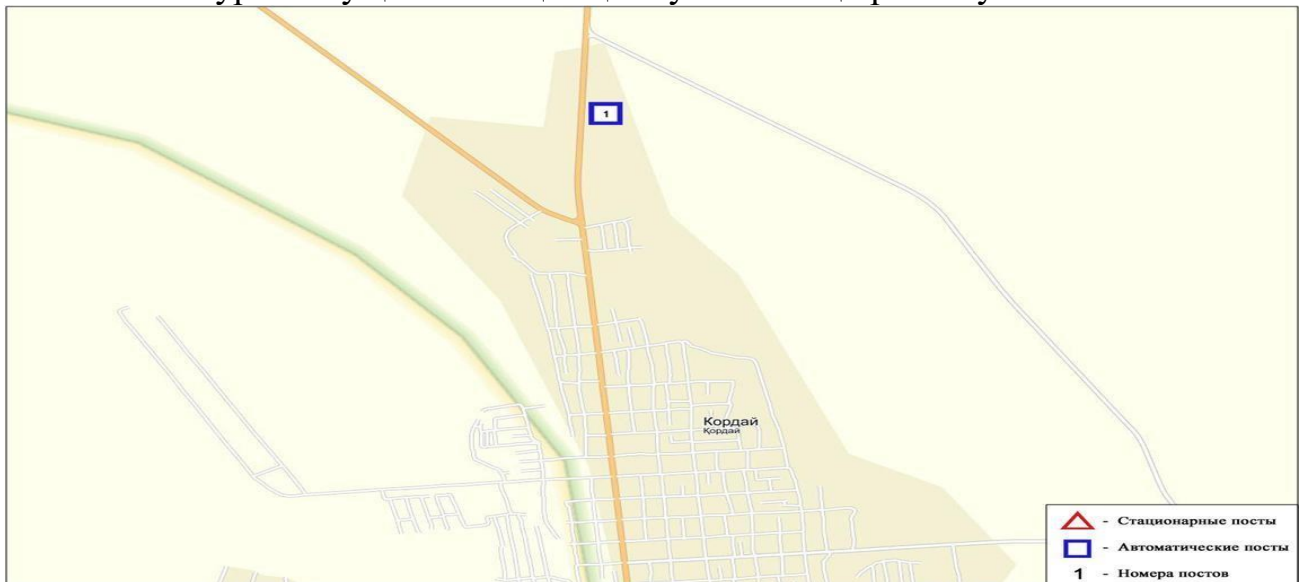 1
Кордай
Қордай
- Стационарные посты
- Автоматические посты
1 - Номера постов